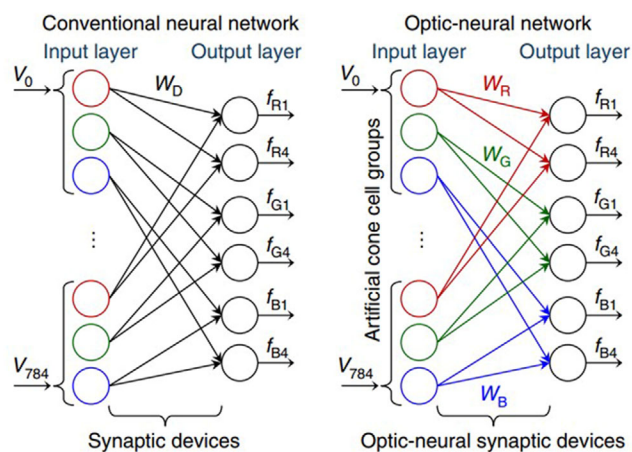 Conventional neural network
Input layer
Output layer
V0
WD
fR1
fR4
fG1
fG4
fB1
fB4
⋮
V784
Synaptic devices
Optic-neural network
Input layer
Output layer
V0
Artificial cone cell groups
WR
WG
WB
fR1
fR4
fG1
fG4
fB1
fB4
...
V784
Optic-neural synaptic devices